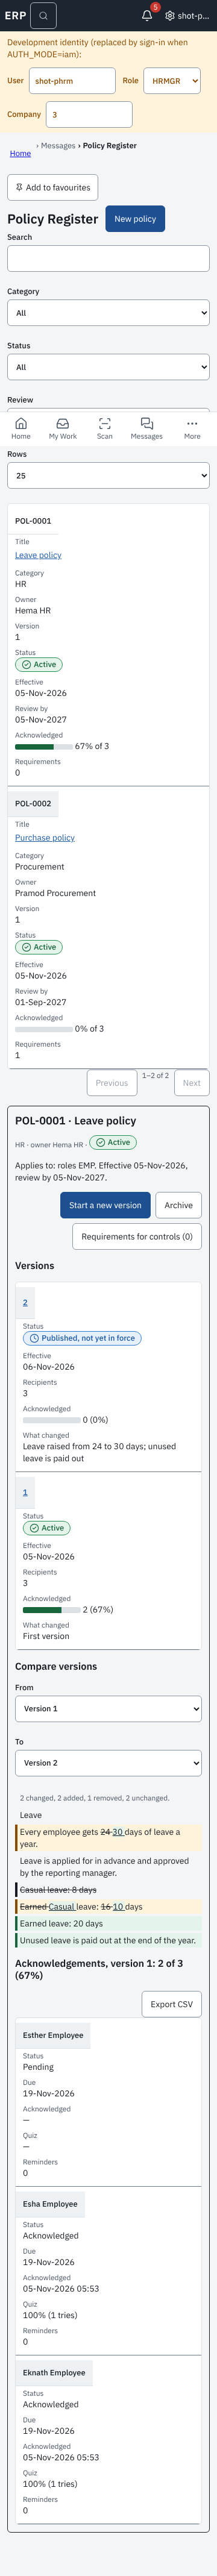 ERP
5
shot-p...
Development identity (replaced by sign-in when
AUTH_MODE=iam):
User shot-phrm Role HRMGR
Company 3
Home › Messages › Policy Register
Add to favourites
Policy Register New policy
Search
Category
All
Status
All
Review
Home My Work Scan Messages More
Rows
25
POL-0001
Title
Leave policy
Category
HR
Owner
Hema HR
Version
1
Status
Active
Effective
05-Nov-2026
Review by
05-Nov-2027
Acknowledged
67% of 3
Requirements
0
POL-0002
Title
Purchase policy
Category
Procurement
Owner
Pramod Procurement
Version
1
Status
Active
Effective
05-Nov-2026
Review by
01-Sep-2027
Acknowledged
0% of 3
Requirements
1
Previous 1–2 of 2 Next
POL-0001 · Leave policy
HR · owner Hema HR · Active
Applies to: roles EMP. Effective 05-Nov-2026,
review by 05-Nov-2027.
Start a new version Archive
Requirements for controls (0)
Versions
2
Status
Published, not yet in force
Effective
06-Nov-2026
Recipients
3
Acknowledged
0 (0%)
What changed
Leave raised from 24 to 30 days; unused
leave is paid out
1
Status
Active
Effective
05-Nov-2026
Recipients
3
Acknowledged
2 (67%)
What changed
First version
Compare versions
From
Version 1
To
Version 2
2 changed, 2 added, 1 removed, 2 unchanged.
Leave
Every employee gets 24 30 days of leave a
year.
Leave is applied for in advance and approved
by the reporting manager.
Casual leave: 8 days
Earned Casual leave: 16 10 days
Earned leave: 20 days
Unused leave is paid out at the end of the year.
Acknowledgements, version 1: 2 of 3
(67%)
Export CSV
Esther Employee
Status
Pending
Due
19-Nov-2026
Acknowledged
—
Quiz
—
Reminders
0
Esha Employee
Status
Acknowledged
Due
19-Nov-2026
Acknowledged
05-Nov-2026 05:53
Quiz
100% (1 tries)
Reminders
0
Eknath Employee
Status
Acknowledged
Due
19-Nov-2026
Acknowledged
05-Nov-2026 05:53
Quiz
100% (1 tries)
Reminders
0